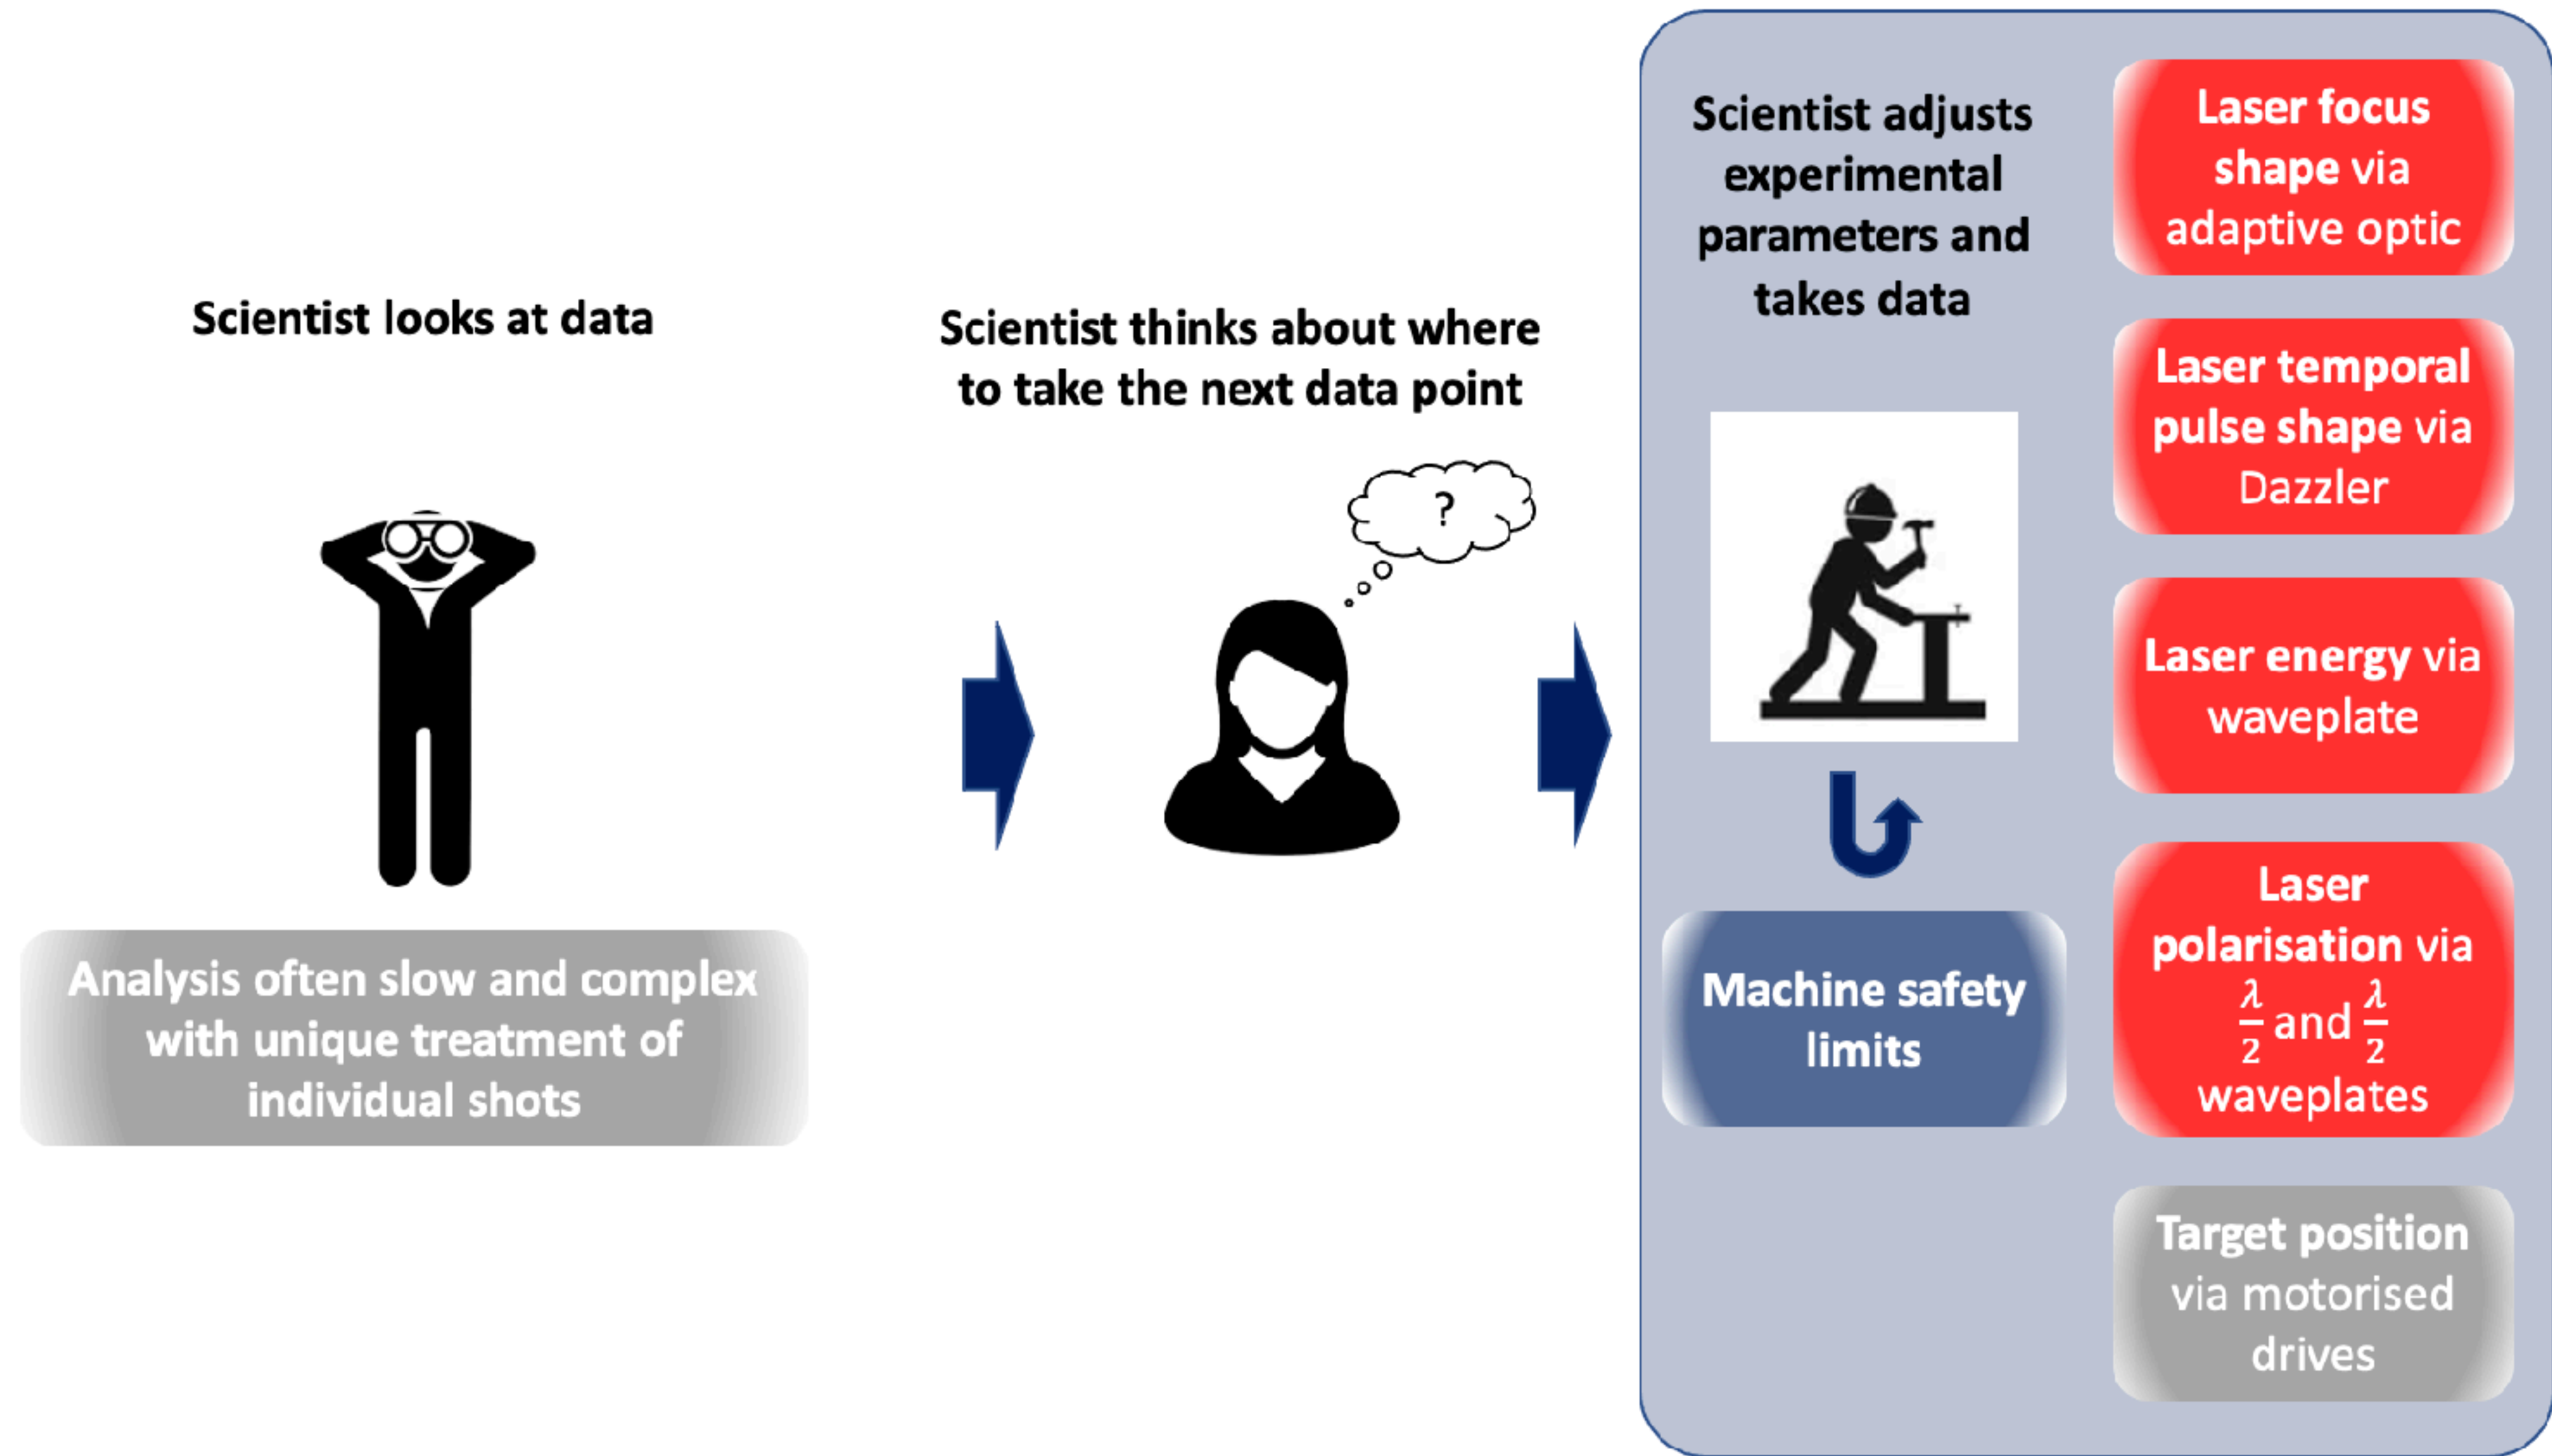 Scientist looks at data
Analysis often slow and complex
with unique treatment of
individual shots
Scientist thinks about where
to take the next data point
?
Scientist adjusts
experimental
parameters and
takes data
Machine safety
limits
Laser focus
shape via
adaptive optic
Laser temporal
pulse shape via
Dazzler
Laser energy via
waveplate
Laser
polarisation via
λ/2 and λ/2
waveplates
Target position
via motorised
drives